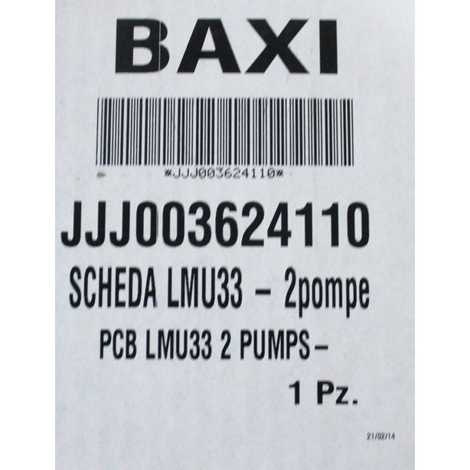 BAXI
*JJJ003624110*
JJJ003624110
SCHEDA LMU33 – 2pompe
PCB LMU33 2 PUMPS–
1 Pz.
21/02/14